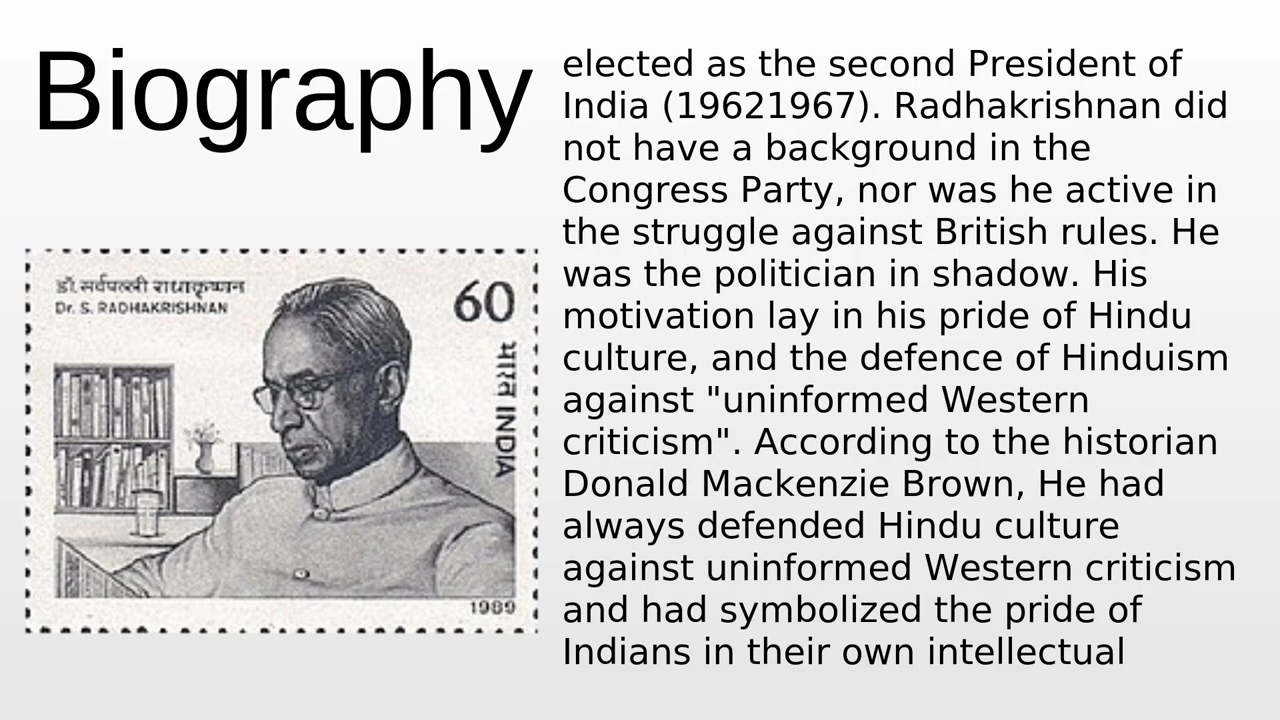 Biography
डॉ. सर्वपल्ली राधाकृष्णन
Dr. S. RADHAKRISHNAN
60
भारत INDIA
1989
elected as the second President of
India (19621967). Radhakrishnan did
not have a background in the
Congress Party, nor was he active in
the struggle against British rules. He
was the politician in shadow. His
motivation lay in his pride of Hindu
culture, and the defence of Hinduism
against "uninformed Western
criticism". According to the historian
Donald Mackenzie Brown, He had
always defended Hindu culture
against uninformed Western criticism
and had symbolized the pride of
Indians in their own intellectual